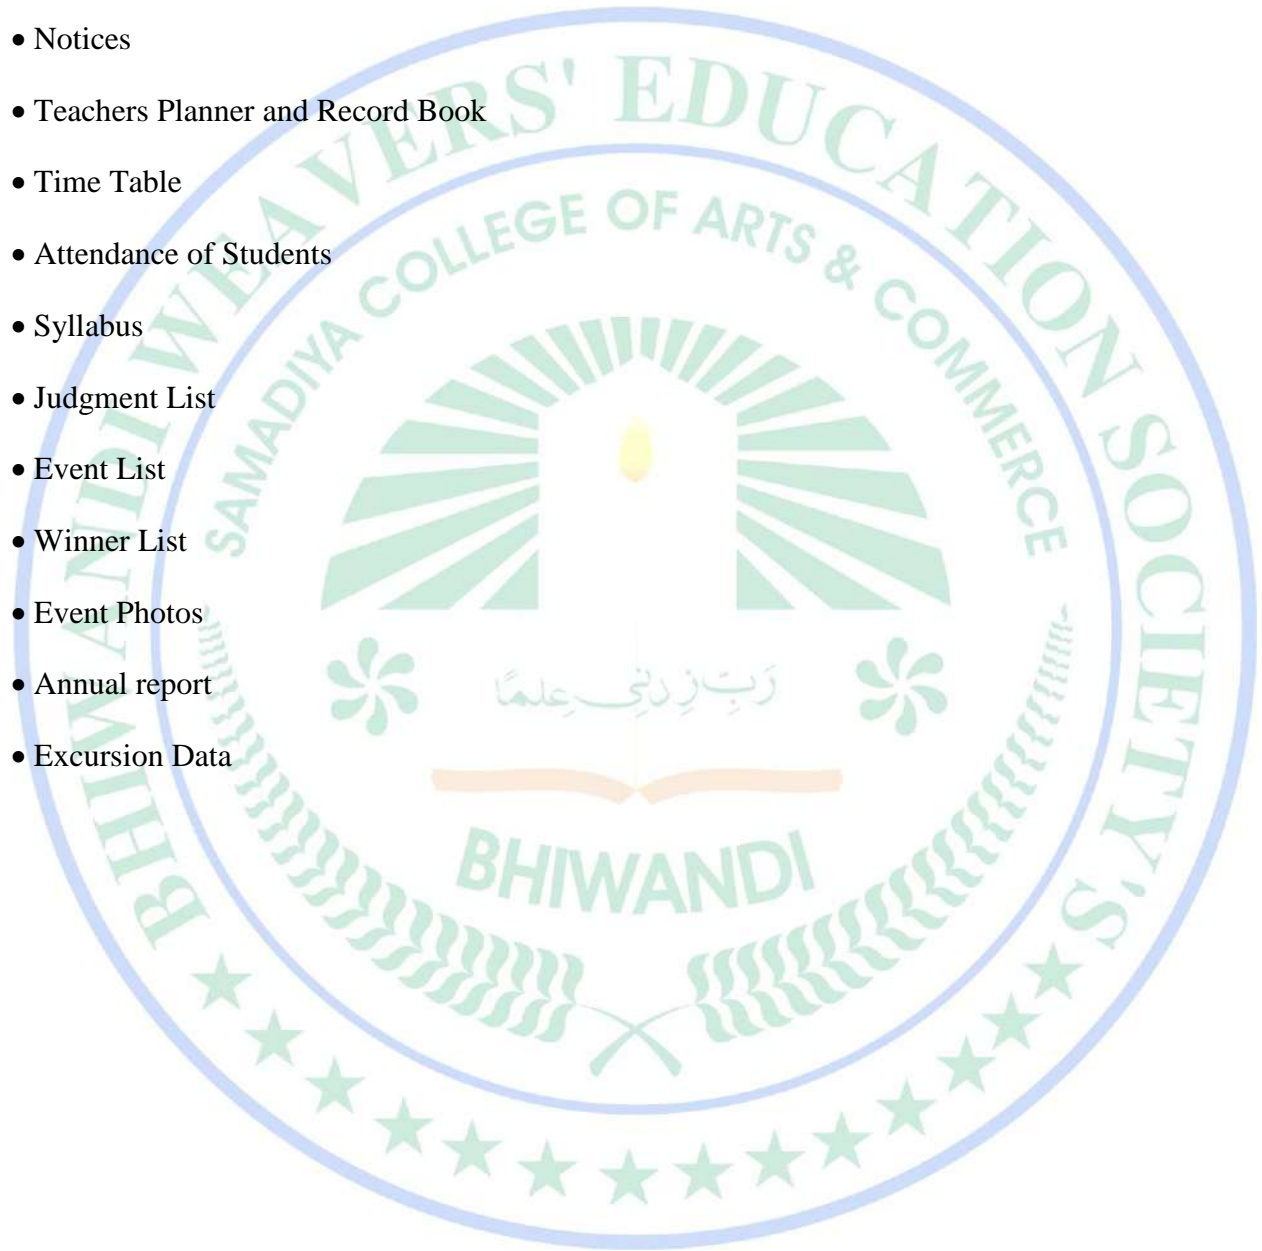 • Notices
• Teachers Planner and Record Book
• Time Table
• Attendance of Students
• Syllabus
• Judgment List
• Event List
• Winner List
• Event Photos
• Annual report
• Excursion Data
BHIWANDI WEAVERS' EDUCATION SOCIETY'S
SAMADIYA COLLEGE OF ARTS & COMMERCE
رَبِّ زِدْنِي عِلمًا
BHIWANDI